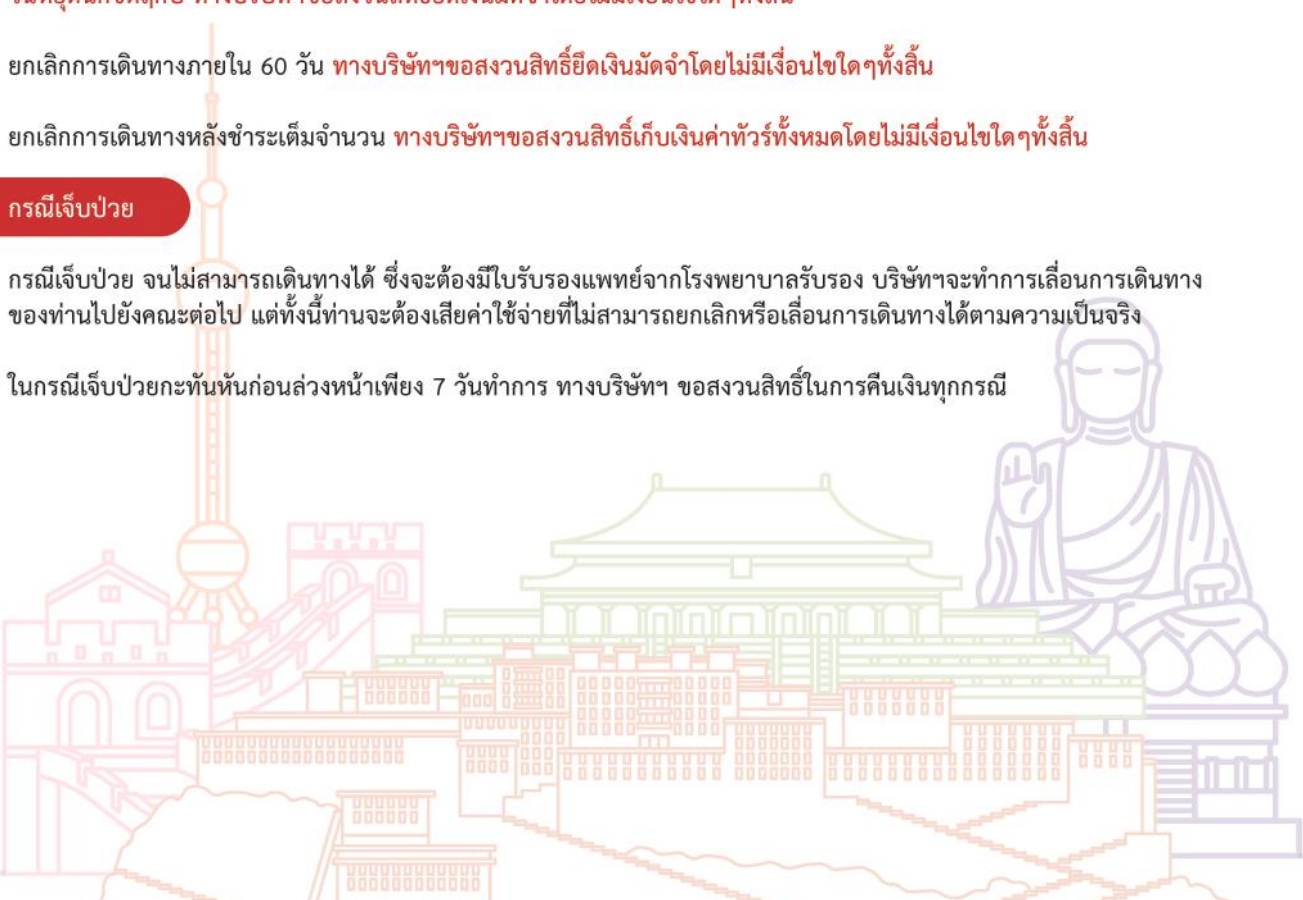 ยกเลิกการเดินทางภายใน 60 วัน ทางบริษัทฯขอสงวนสิทธิ์ยึดเงินมัดจำโดยไม่มีเงื่อนไขใดๆทั้งสิ้น
ยกเลิกการเดินทางหลังชำระเต็มจำนวน ทางบริษัทฯขอสงวนสิทธิ์เก็บเงินค่าทัวร์ทั้งหมดโดยไม่มีเงื่อนไขใดๆทั้งสิ้น
กรณีเจ็บป่วย
กรณีเจ็บป่วย จนไม่สามารถเดินทางได้ ซึ่งจะต้องมีใบรับรองแพทย์จากโรงพยาบาลรับรอง บริษัทฯจะทำการเลื่อนการเดินทาง
ของท่านไปยังคณะต่อไป แต่ทั้งนี้ท่านจะต้องเสียค่าใช้จ่ายที่ไม่สามารถยกเลิกหรือเลื่อนการเดินทางได้ตามความเป็นจริง
ในกรณีเจ็บป่วยกะทันหันก่อนล่วงหน้าเพียง 7 วันทำการ ทางบริษัทฯ ขอสงวนสิทธิ์ในการคืนเงินทุกกรณี